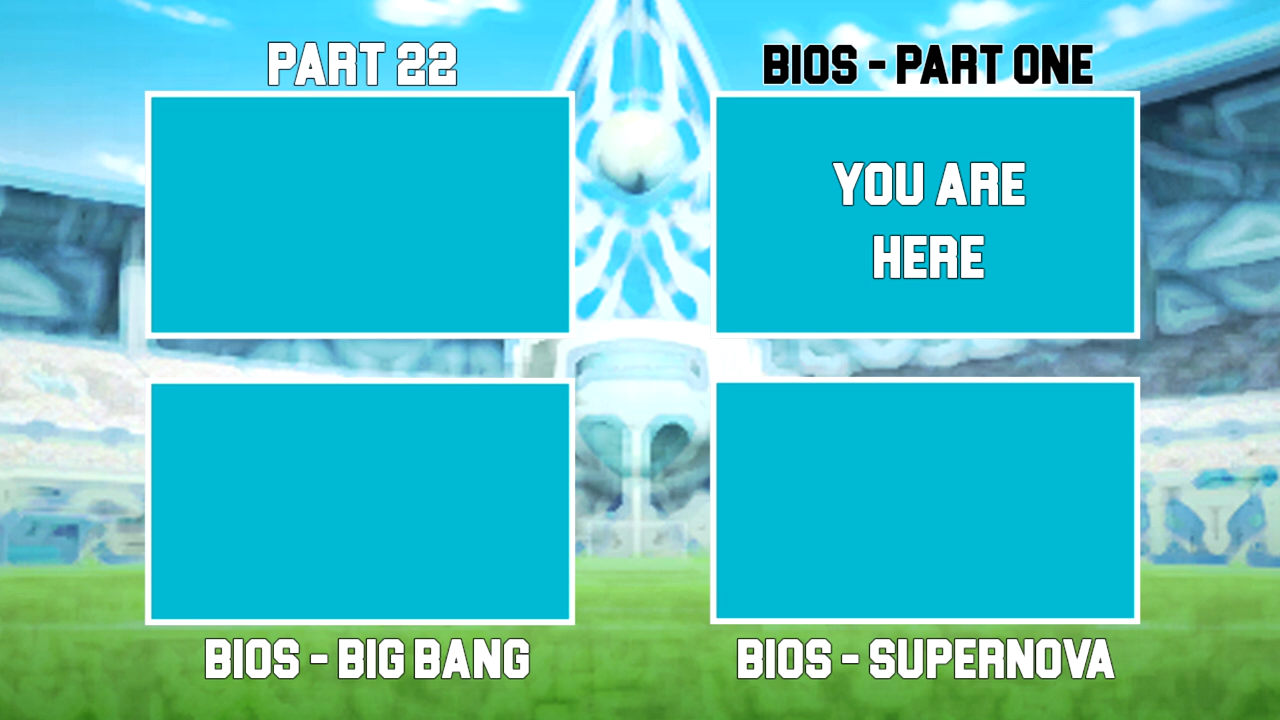 PART 22
BIOS - PART ONE
YOU ARE
HERE
BIOS - BIG BANG
BIOS - SUPERNOVA